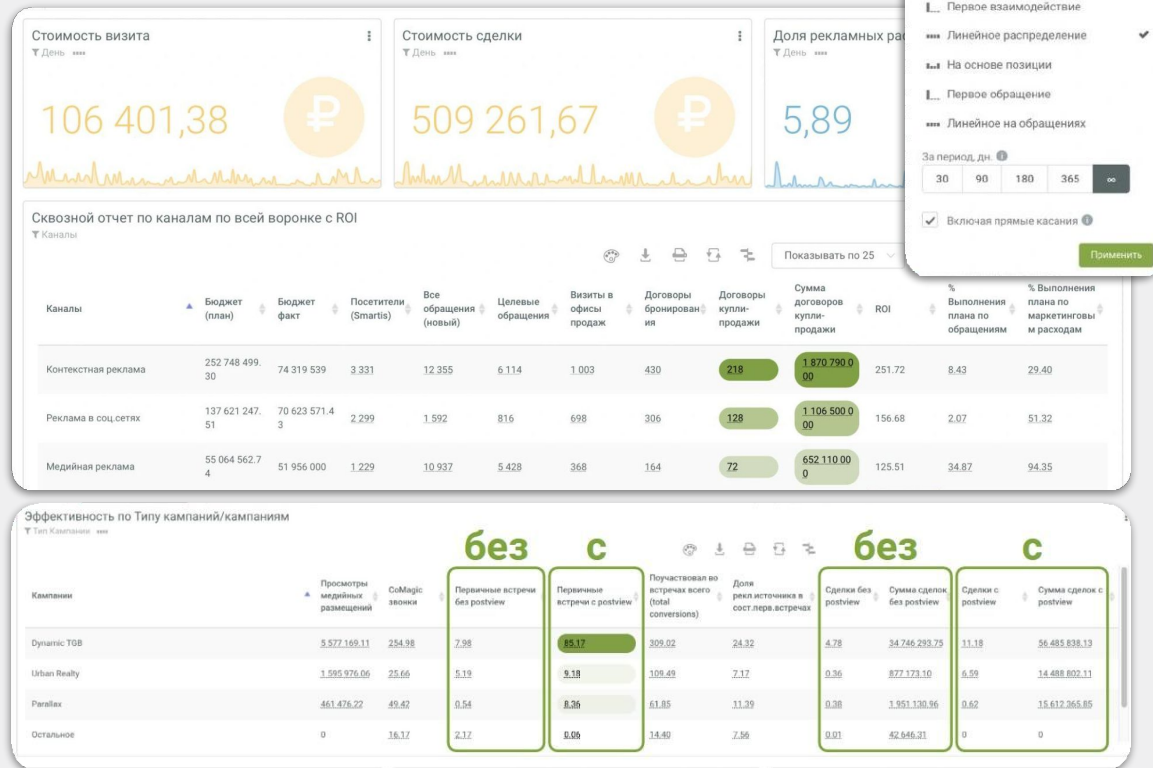 Стоимость визита
День
106 401,38
Стоимость сделки
День
509 261,67
Доля рекламных рас
День
5,89
Первое взаимодействие
Линейное распределение
На основе позиции
Первое обращение
Линейное на обращениях
За период, дн.
30 90 180 365 ∞
Включая прямые касания
Применить
Сквозной отчет по каналам по всей воронке с ROI
Каналы
Показывать по 25
Каналы
Бюджет
(план)
Бюджет
факт
Посетители
(Smartis)
Все
обращения
(новый)
Целевые
обращения
Визиты в
офисы
продаж
Договоры
бронирован
ия
Договоры
купли-
продажи
Сумма
договоров
купли-
продажи
ROI
%
Выполнения
плана по
обращениям
% Выполнения
плана по
маркетинговы
м расходам
Контекстная реклама
252 748 499.
30
74 319 539
3 331
12 355
6 114
1 003
430
218
1 870 790 0
00
251.72
8.43
29.40
Реклама в соц.сетях
137 621 247.
51
70 623 571.4
3
2 299
1 592
816
698
306
128
1 106 500 0
00
156.68
2.07
51.32
Медийная реклама
55 064 562.7
4
51 956 000
1 229
10 937
5 428
368
164
72
652 110 00
0
125.51
34.87
94.35
Эффективность по Типу кампаний/кампаниям
Тип Кампании
без
с
без
с
Кампании
Просмотры
медийных
размещений
CoMagic
звонки
Первичные встречи
без postview
Первичные
встречи с postview
Поучаствовал во
встречах всего
(total
conversions)
Доля
рекл.источника в
сост.перв.встречах
Сделки без
postview
Сумма сделок
без postview
Сделки с
postview
Сумма сделок с
postview
Dynamic TGB 5 577 169.11 254.98 7.98 85.17 309.02 24.32 4.78 34 746 293.75 11.18 56 485 838.13
Urban Realty 1 595 976.06 25.66 5.19 9.18 109.49 7.17 0.36 877 173.10 6.59 14 488 802.11
Parallax 461 476.22 49.42 0.54 8.36 61.85 11.39 0.38 1 951 130.96 0.62 15 612 365.85
Остальное 0 16.17 2.17 0.06 14.40 7.56 0.01 42 646.31 0 0